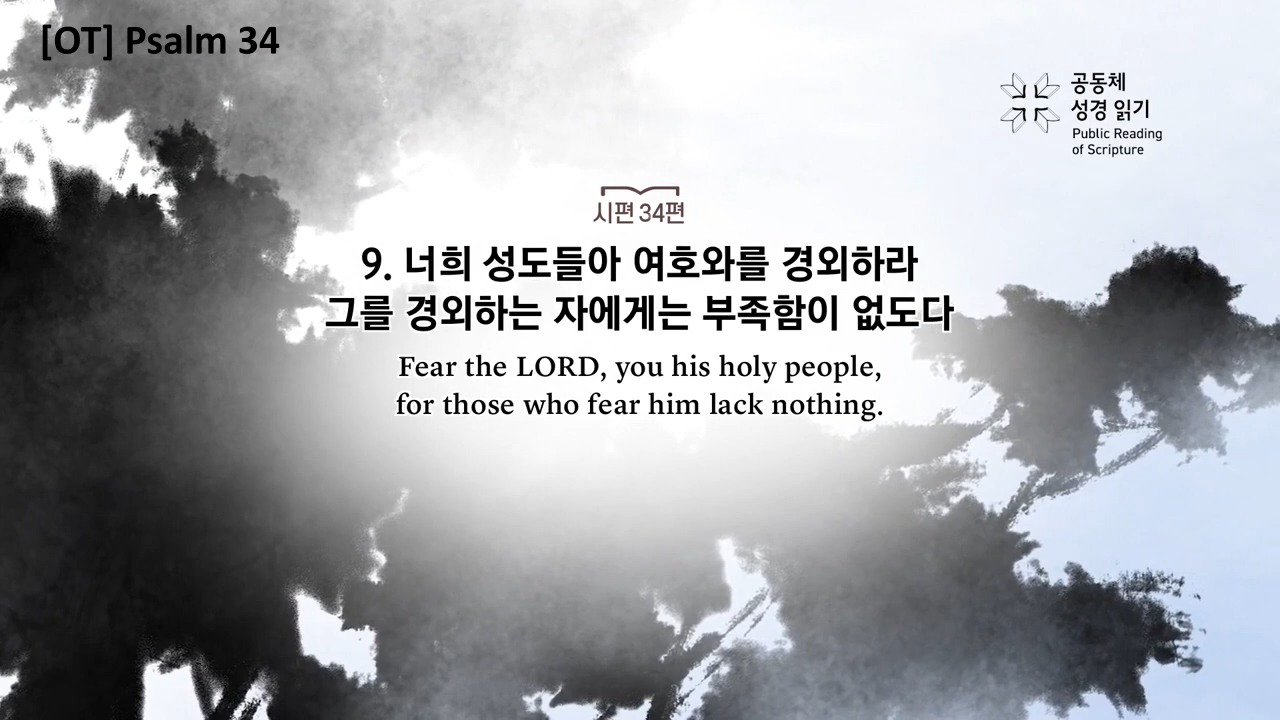 [OT] Psalm 34
공동체
성경 읽기
Public Reading
of Scripture
시편 34편
9. 너희 성도들아 여호와를 경외하라
그를 경외하는 자에게는 부족함이 없도다
Fear the LORD, you his holy people,
for those who fear him lack nothing.